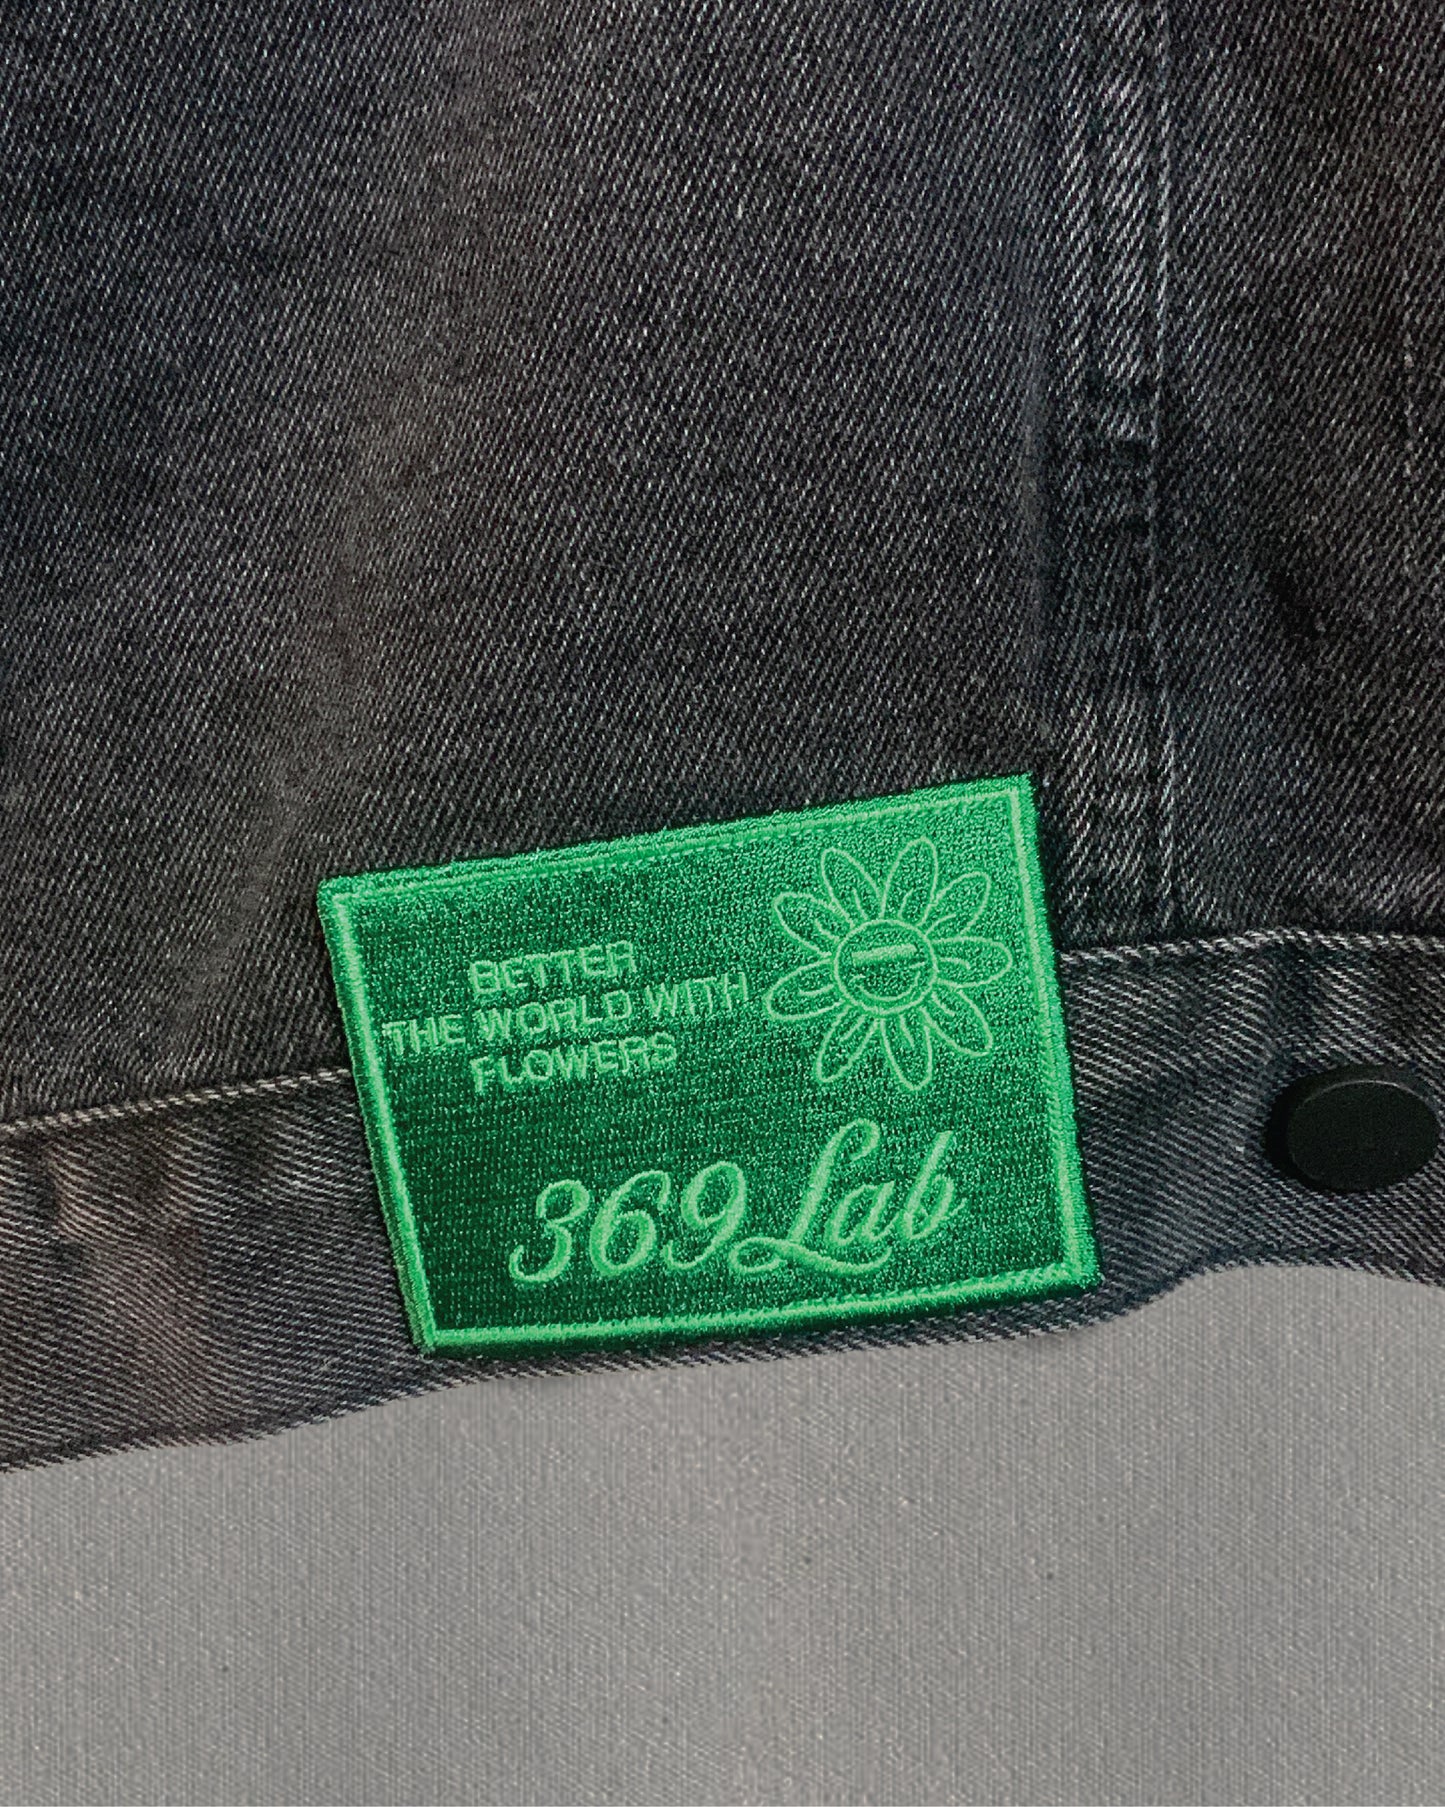 BETTER
THE WORLD WITH
FLOWERS
369 Lab